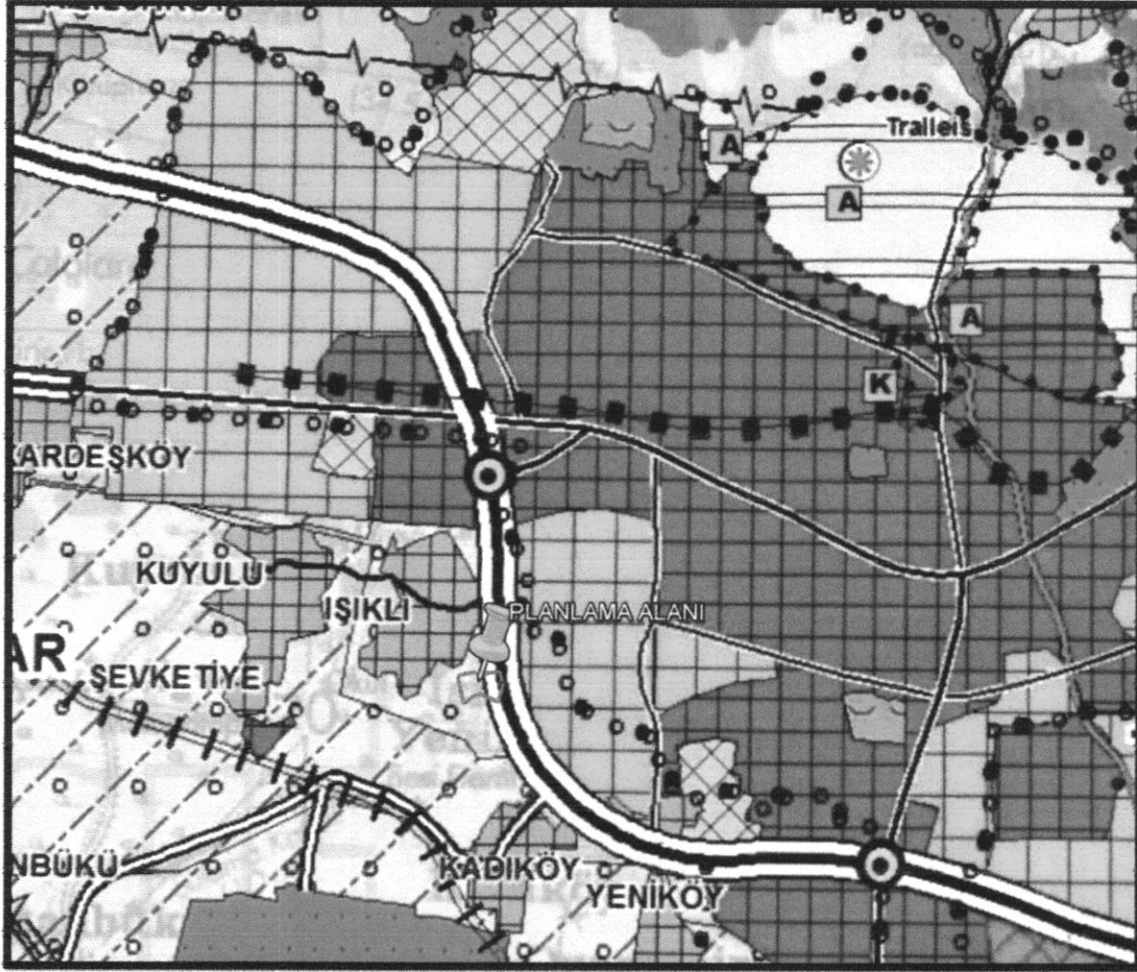 Tralleis
A
A
A
K
KARDEŞKÖY
KUYULU
IŞIKLI
PLANLAMA ALANI
AR
ŞEVKETİYE
NBÜKÜ
KADIKÖY
YENİKÖY